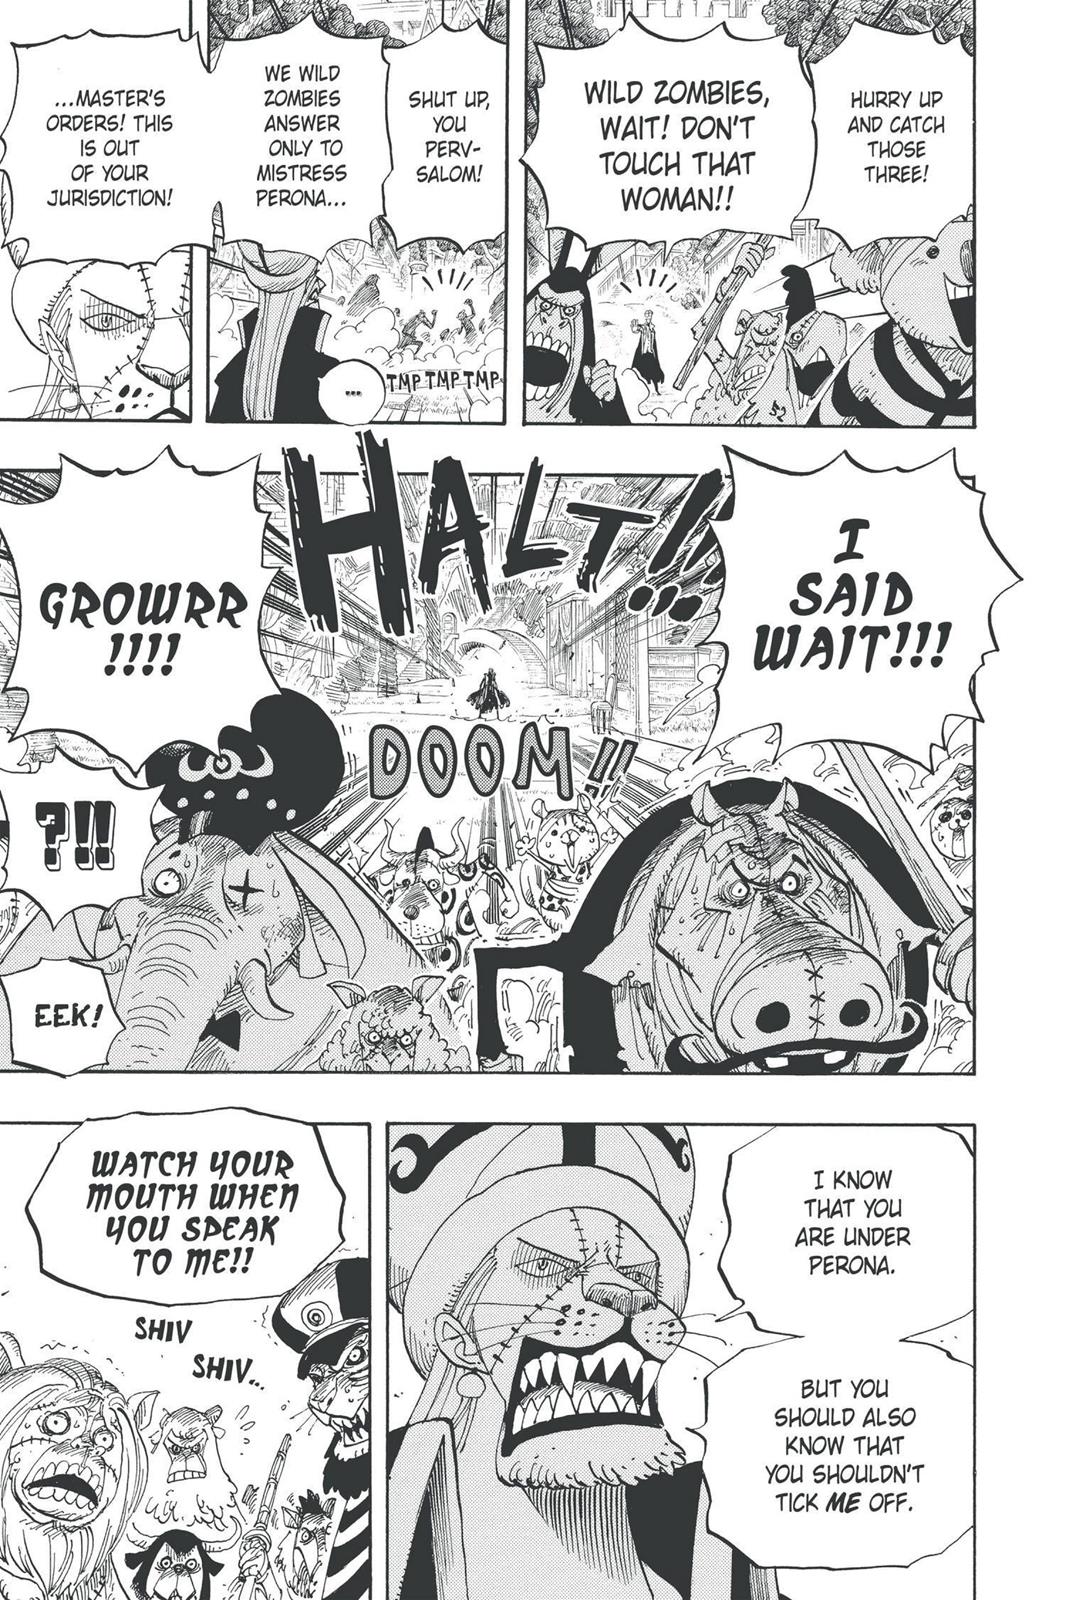 HURRY UP
AND CATCH
THOSE
THREE!
WILD ZOMBIES,
WAIT! DON'T
TOUCH THAT
WOMAN!!
52
SHUT UP,
YOU
PERV-
SALOM!
WE WILD
ZOMBIES
ANSWER
ONLY TO
MISTRESS
PERONA...
...
TMP TMP TMP
...MASTER'S
ORDERS! THIS
IS OUT
OF YOUR
JURISDICTION!
I
SAID
WAIT!!!
HALT!!...
GROWRR
!!!!
DOOM!!
?!!
EEK!
I KNOW
THAT YOU
ARE UNDER
PERONA.
BUT YOU
SHOULD ALSO
KNOW THAT
YOU SHOULDN'T
TICK ME OFF.
WATCH YOUR
MOUTH WHEN
YOU SPEAK
TO ME!!
SHIV
SHIV...